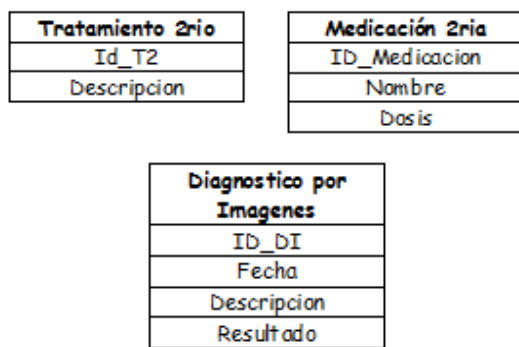 Tratamiento 2rio
Id_T2
Descripcion
Medicación 2ria
ID_Medicacion
Nombre
Dosis
Diagnostico por
Imagenes
ID_DI
Fecha
Descripcion
Resultado